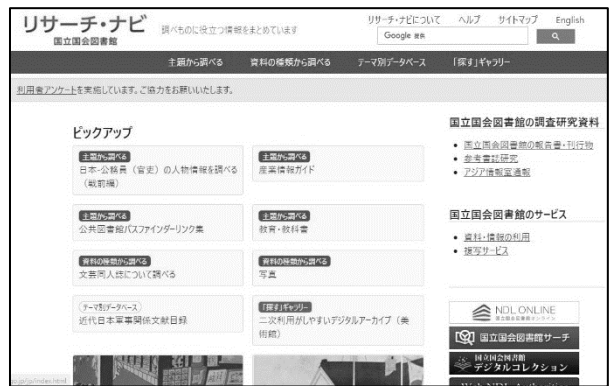 リサーチ・ナビ
国立国会図書館
調べものに役立つ情報をまとめています
リサーチ・ナビについて ヘルプ サイトマップ English
Google 検索
主題から調べる 資料の種類から調べる テーマ別データベース 「探す」ギャラリー
利用者アンケートを実施しています。ご協力をお願いいたします。
ピックアップ
主題から調べる
日本-公務員（官吏）の人物情報を調べる
（戦前編）
主題から調べる
産業情報ガイド
主題から調べる
公共図書館パスファインダーリンク集
主題から調べる
教育・教科書
資料の種類から調べる
文芸同人誌について調べる
資料の種類から調べる
写真
テーマ別データベース
近代日本軍事関係文献目録
「探す」ギャラリー
二次利用がしやすいデジタルアーカイブ（美
術館）
国立国会図書館の調査研究資料
国立国会図書館の報告書・刊行物
参考書誌研究
アジア情報室通報
国立国会図書館のサービス
資料・情報の利用
複写サービス
NDL ONLINE
国立国会図書館オンライン
国立国会図書館サーチ
国立国会図書館
デジタルコレクション
Web NDL Authorities